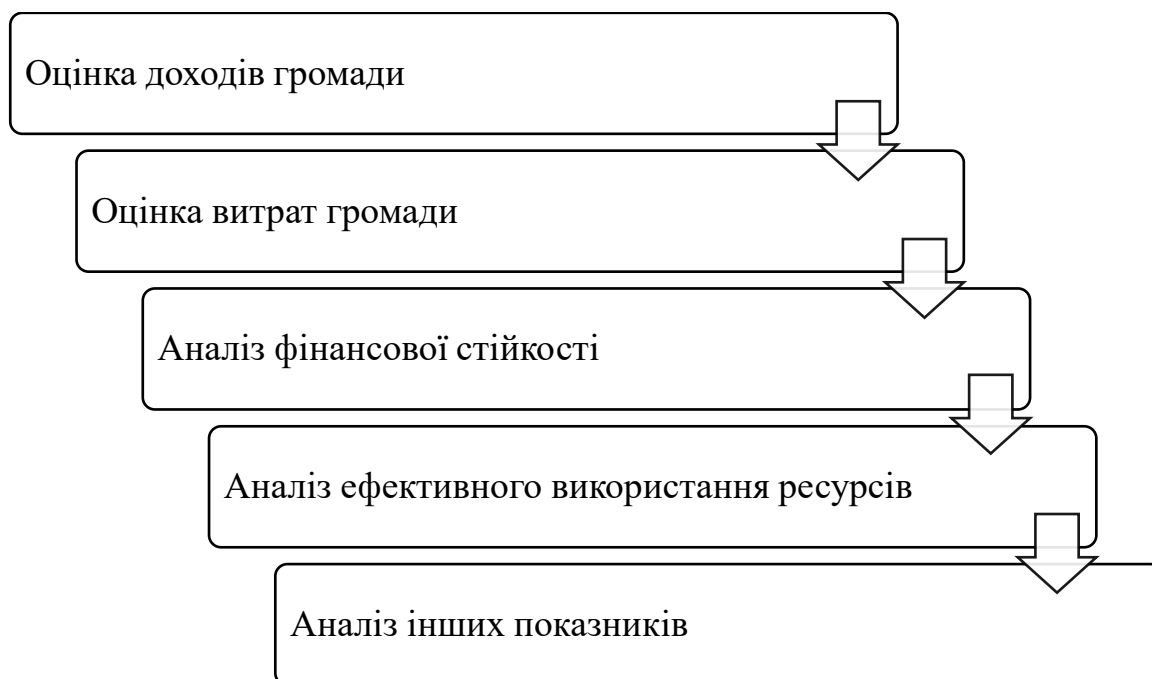 Оцінка доходів громади
Оцінка витрат громади
Аналіз фінансової стійкості
Аналіз ефективного використання ресурсів
Аналіз інших показників